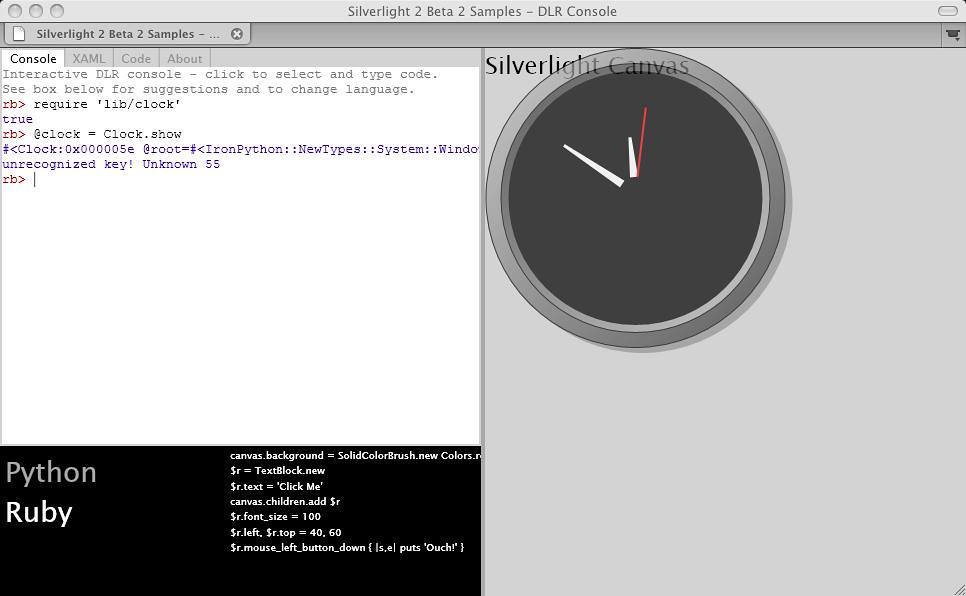 Silverlight 2 Beta 2 Samples – DLR Console
Silverlight 2 Beta 2 Samples – ...
Console XAML Code About
Interactive DLR console - click to select and type code.
See box below for suggestions and to change language.
rb> require 'lib/clock'
true
rb> @clock = Clock.show
#<Clock:0x000005e @root=#<IronPython::NewTypes::System::Windo
unrecognized key! Unknown 55
rb>
Silverlight Canvas
Python
Ruby
canvas.background = SolidColorBrush.new Colors.r
$r = TextBlock.new
$r.text = 'Click Me'
canvas.children.add $r
$r.font_size = 100
$r.left, $r.top = 40, 60
$r.mouse_left_button_down { |s,e| puts 'Ouch!' }